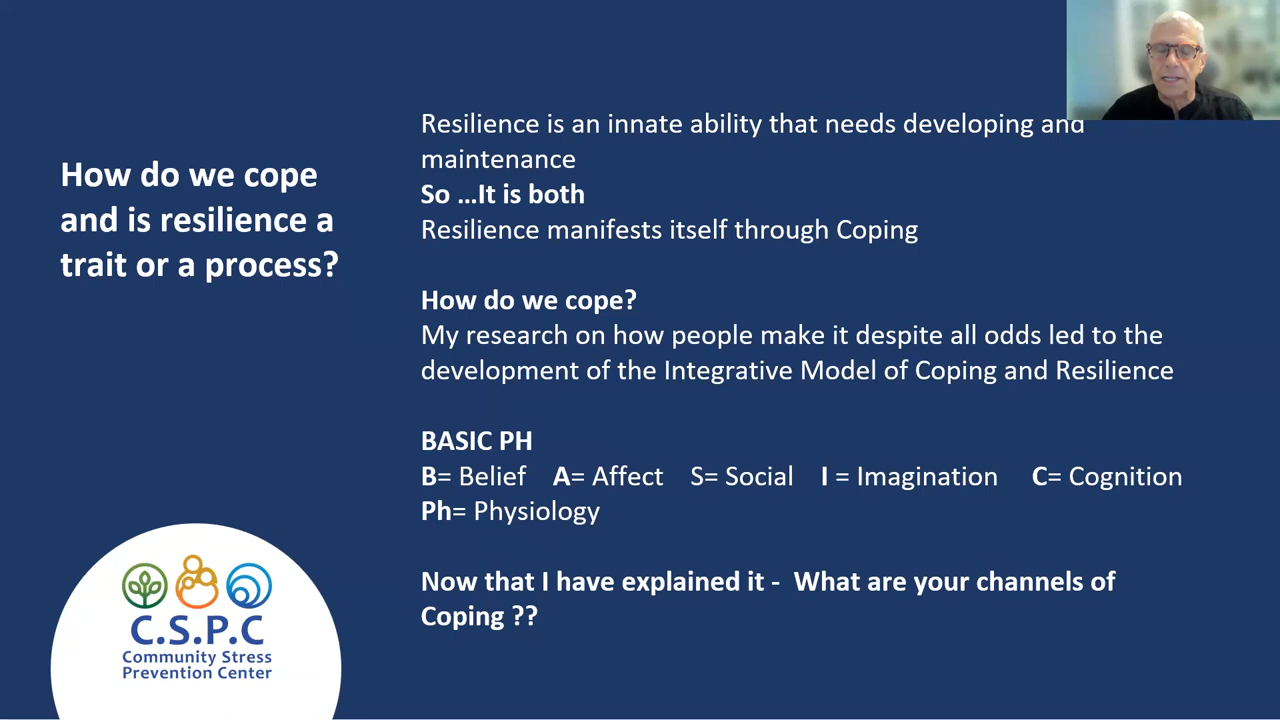 How do we cope
and is resilience a
trait or a process?
Resilience is an innate ability that needs developing and
maintenance
So ...It is both
Resilience manifests itself through Coping
How do we cope?
My research on how people make it despite all odds led to the
development of the Integrative Model of Coping and Resilience
BASIC PH
B= Belief A= Affect S= Social I = Imagination C= Cognition
Ph= Physiology
Now that I have explained it - What are your channels of
Coping ??
C.S.P.C
Community Stress
Prevention Center